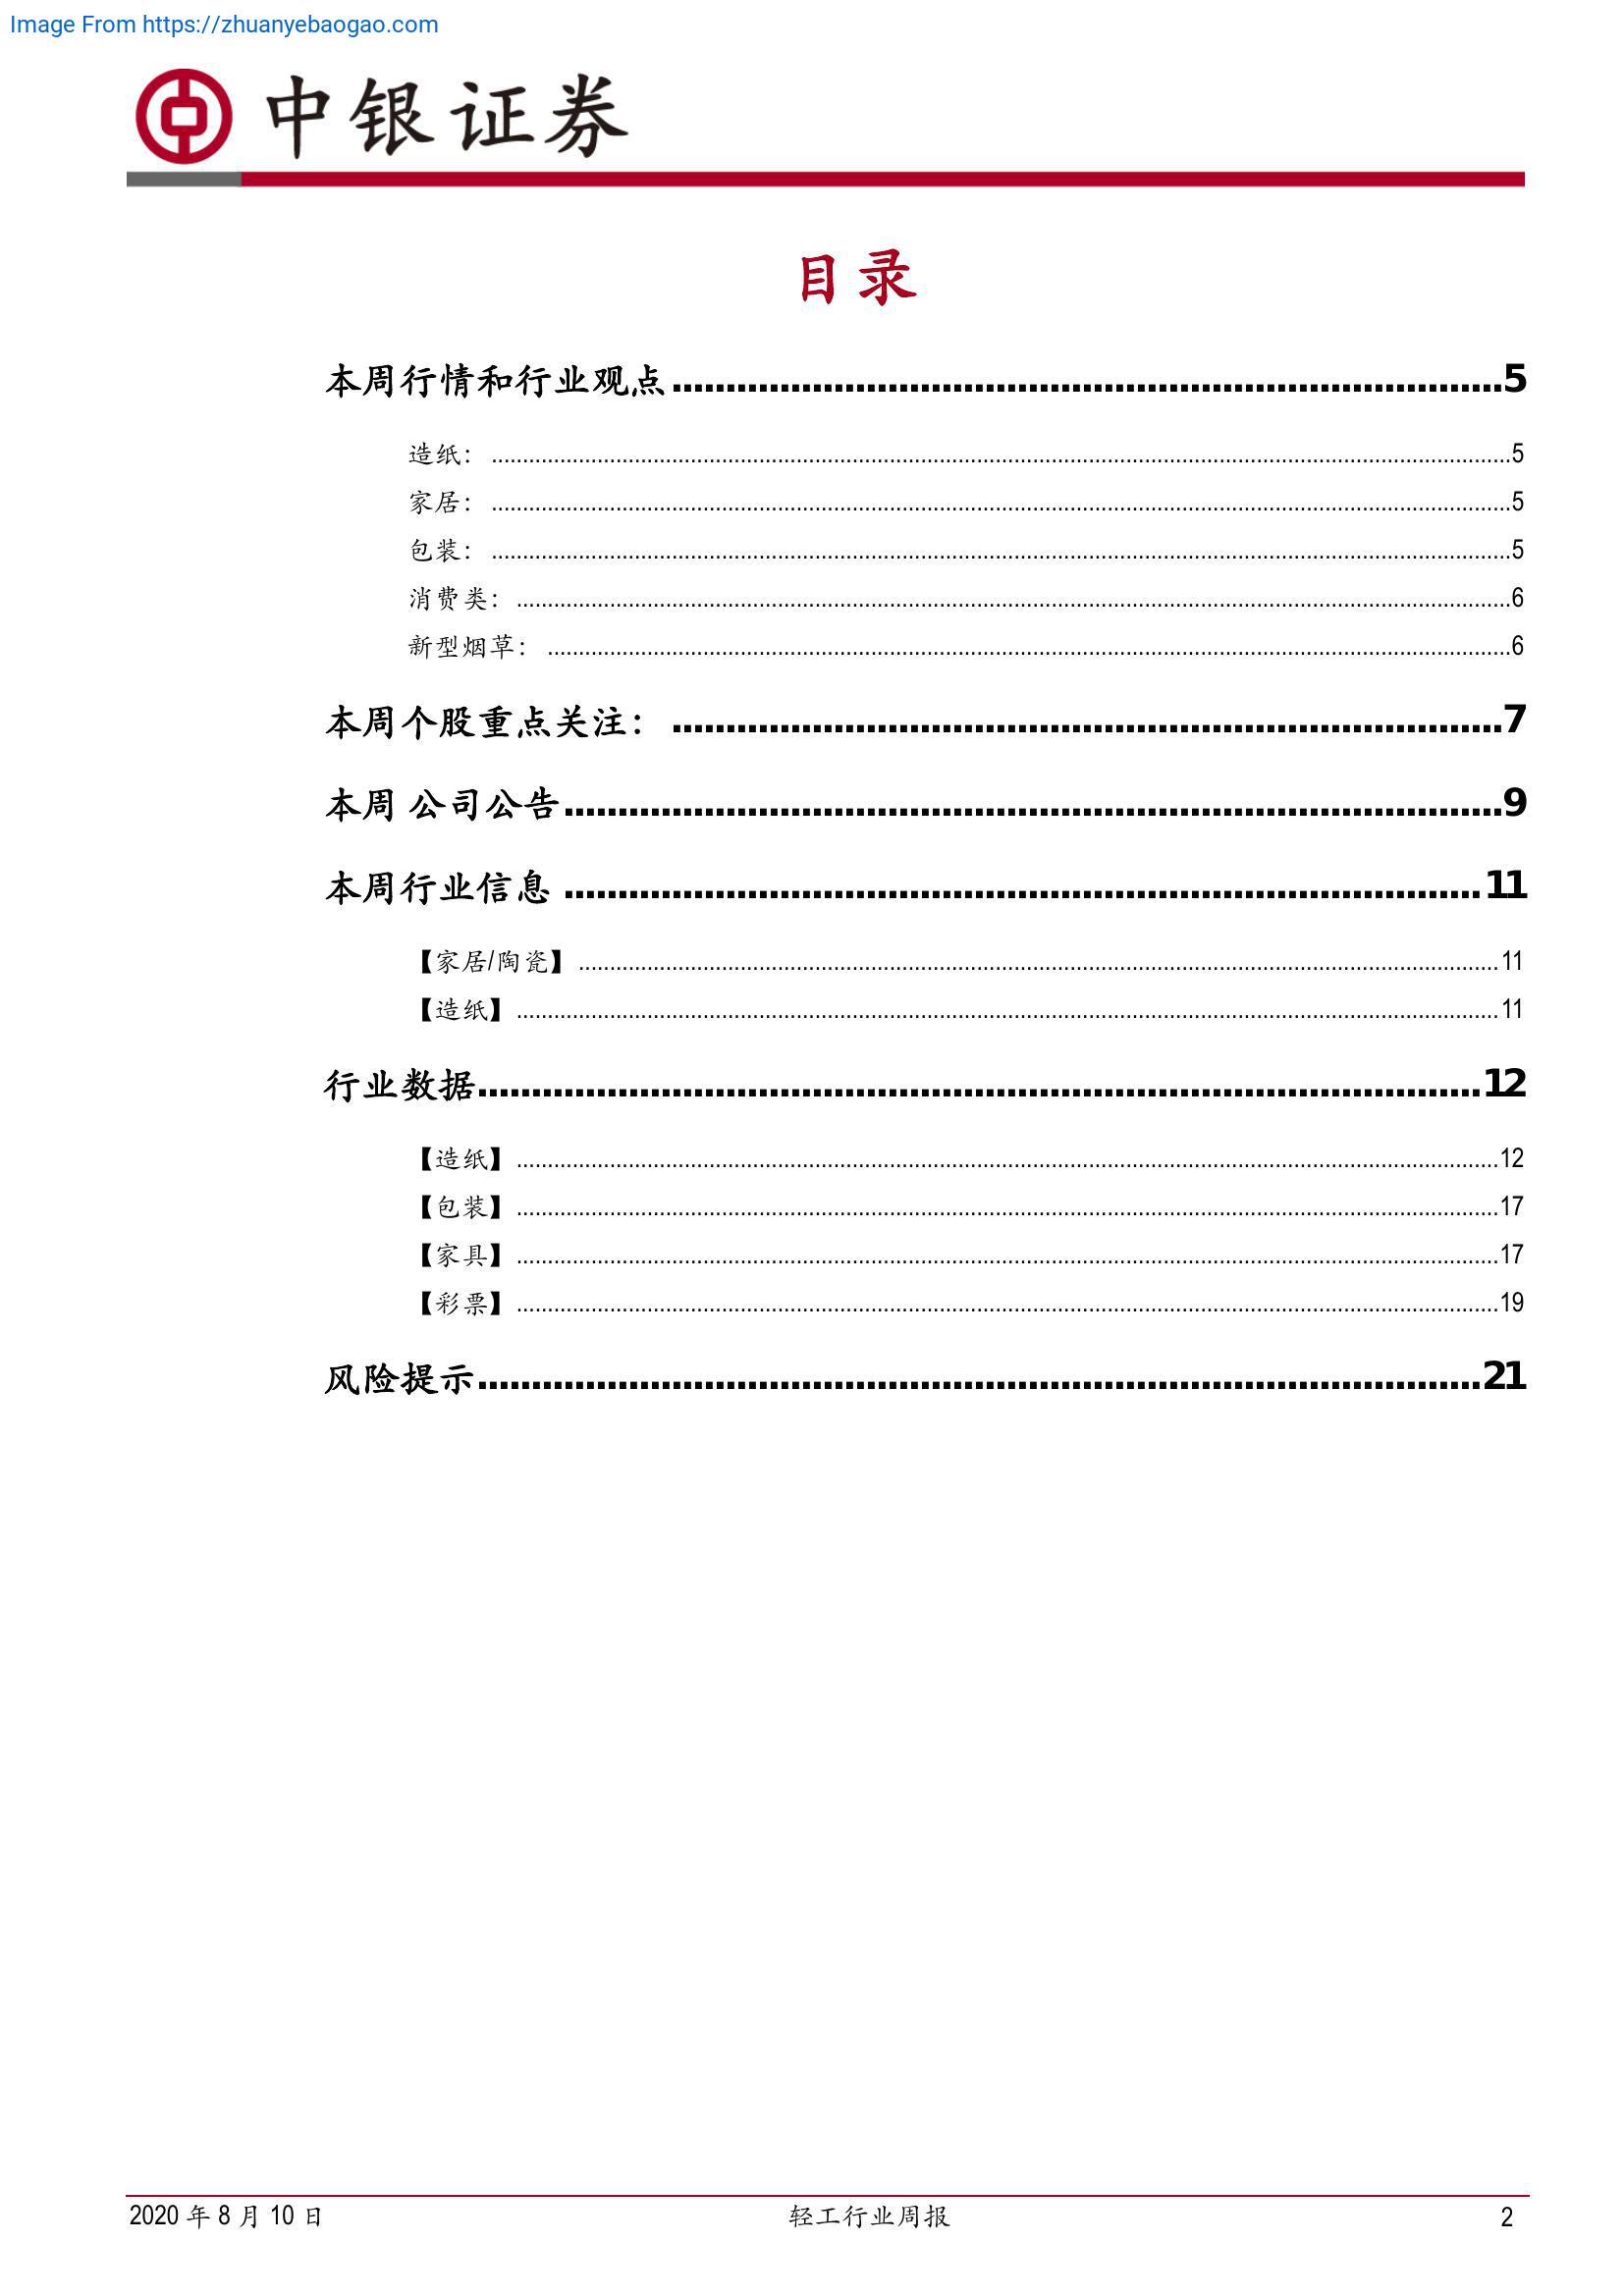 Image From https://zhuanyebaogao.com
中银证券
目录
本周行情和行业观点............5
造纸：............5
家居：............5
包装：............5
消费类：............6
新型烟草：............6
本周个股重点关注：............7
本周 公司公告............9
本周行业信息............11
【家居/陶瓷】............11
【造纸】............11
行业数据............12
【造纸】............12
【包装】............17
【家具】............17
【彩票】............19
风险提示............21
2020 年 8 月 10 日 轻工行业周报 2